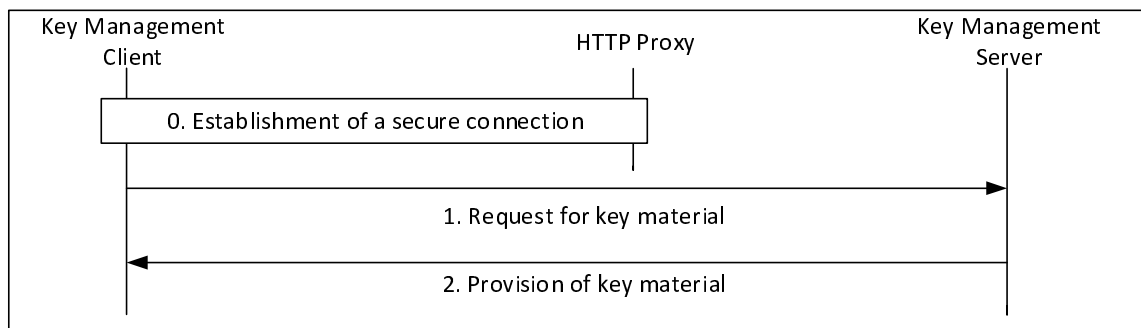 Key Management
Client
HTTP Proxy
Key Management
Server
0. Establishment of a secure connection
1. Request for key material
2. Provision of key material